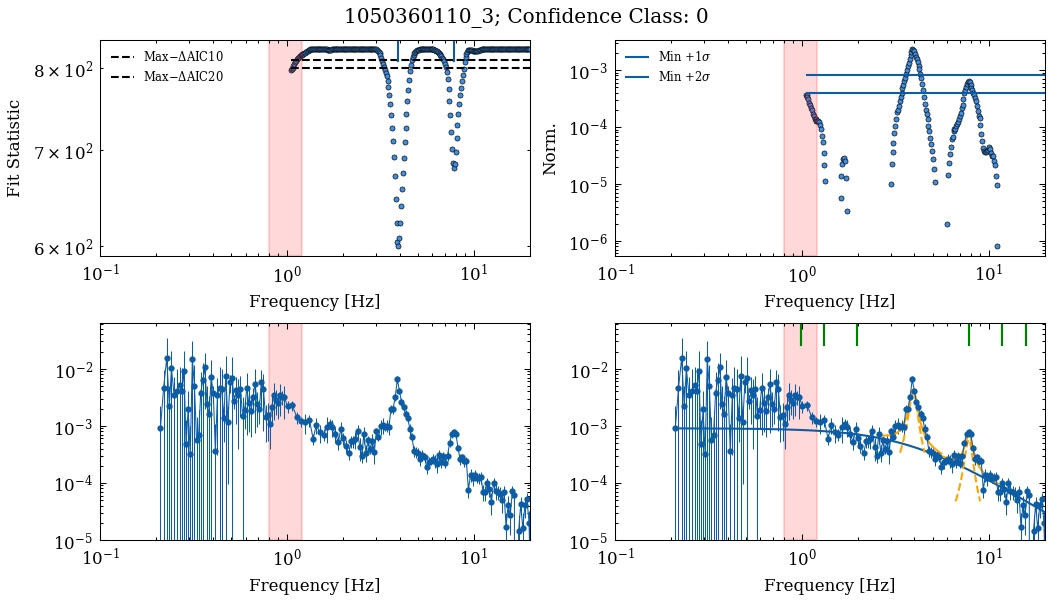 1050360110_3; Confidence Class: 0
Fit Statistic
8 × 10²
7 × 10²
6 × 10²
Max−ΔAIC10
Max−ΔAIC20
10⁻¹
10⁰
10¹
Frequency [Hz]
Norm.
10⁻³
10⁻⁴
10⁻⁵
10⁻⁶
Min +1σ
Min +2σ
10⁻¹
10⁰
10¹
Frequency [Hz]
10⁻²
10⁻³
10⁻⁴
10⁻⁵
10⁻¹
10⁰
10¹
Frequency [Hz]
10⁻²
10⁻³
10⁻⁴
10⁻⁵
10⁻¹
10⁰
10¹
Frequency [Hz]